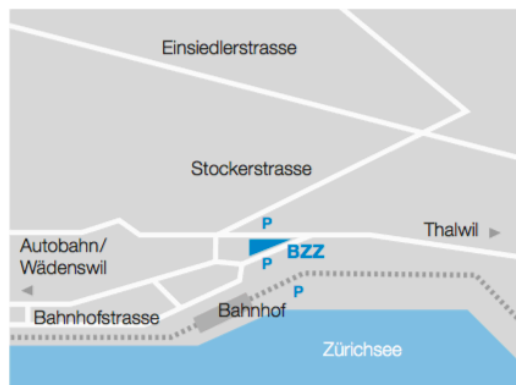 Einsiedlerstrasse
Stockerstrasse
P
Thalwil
Autobahn/
Wädenswil
BZZ
P
P
Bahnhofstrasse
Bahnhof
Zürichsee